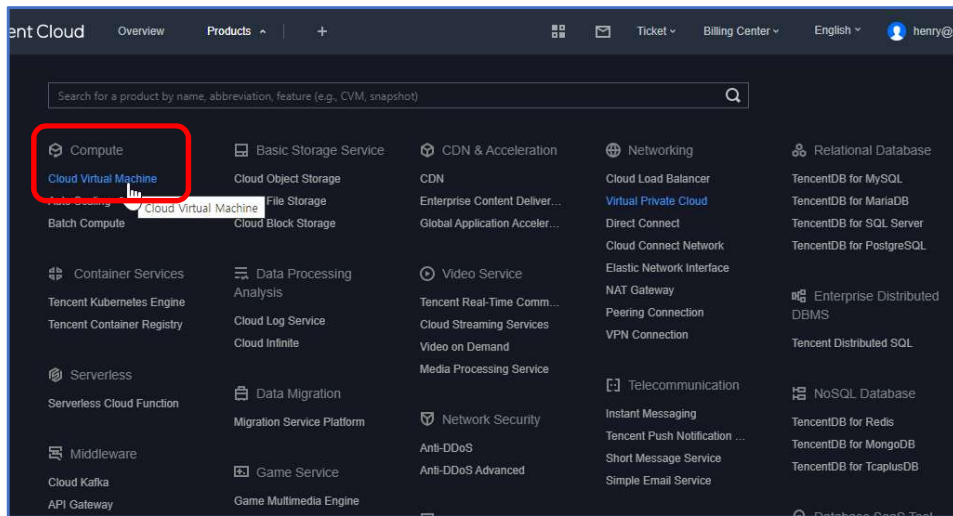 ent Cloud Overview Products + Ticket Billing Center English henry@
Search for a product by name, abbreviation, feature (e.g., CVM, snapshot)
Compute
Cloud Virtual Machine
Auto Scaling
Cloud Virtual Machine
Batch Compute
Container Services
Tencent Kubernetes Engine
Tencent Container Registry
Serverless
Serverless Cloud Function
Middleware
Cloud Kafka
API Gateway
Basic Storage Service
Cloud Object Storage
File Storage
Cloud Block Storage
Data Processing
Analysis
Cloud Log Service
Cloud Infinite
Data Migration
Migration Service Platform
Game Service
Game Multimedia Engine
CDN & Acceleration
CDN
Enterprise Content Deliver...
Global Application Acceler...
Video Service
Tencent Real-Time Comm...
Cloud Streaming Services
Video on Demand
Media Processing Service
Network Security
Anti-DDoS
Anti-DDoS Advanced
Networking
Cloud Load Balancer
Virtual Private Cloud
Direct Connect
Cloud Connect Network
Elastic Network Interface
NAT Gateway
Peering Connection
VPN Connection
Telecommunication
Instant Messaging
Tencent Push Notification ...
Short Message Service
Simple Email Service
Relational Database
TencentDB for MySQL
TencentDB for MariaDB
TencentDB for SQL Server
TencentDB for PostgreSQL
Enterprise Distributed
DBMS
Tencent Distributed SQL
NoSQL Database
TencentDB for Redis
TencentDB for MongoDB
TencentDB for TcaplusDB
Database SaaS Tool